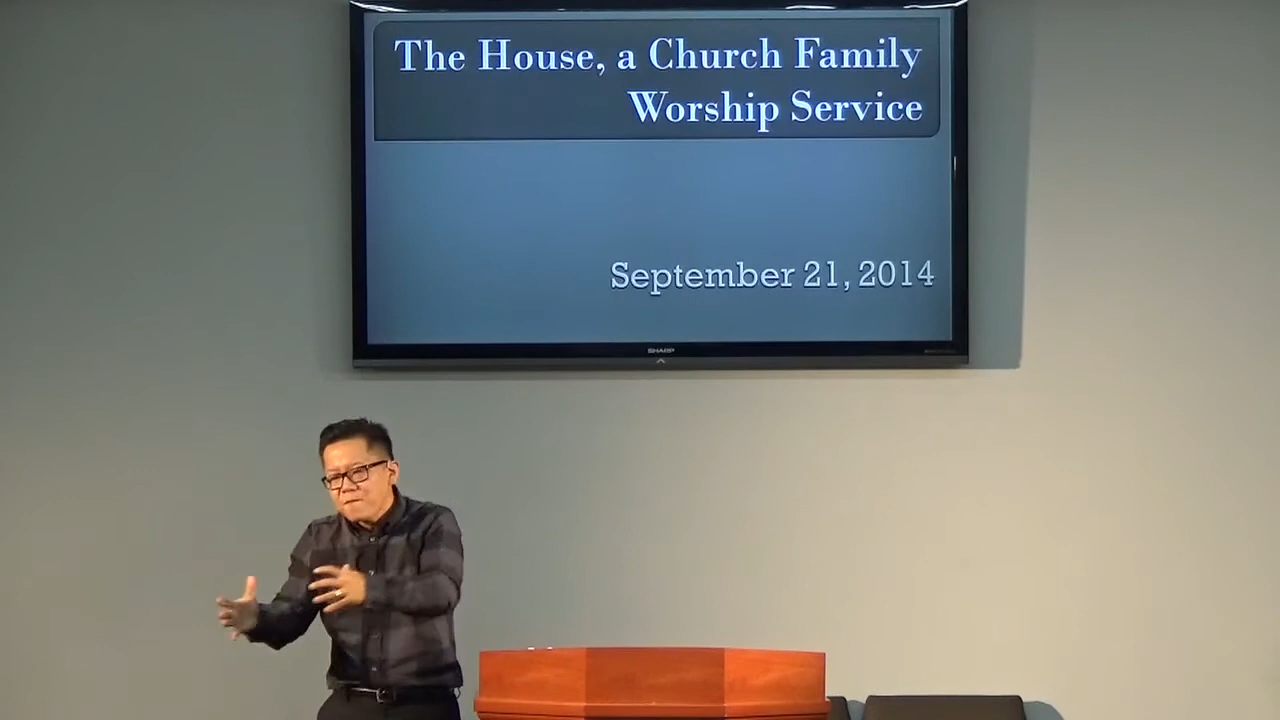 The House, a Church Family
Worship Service
September 21, 2014
SHARP